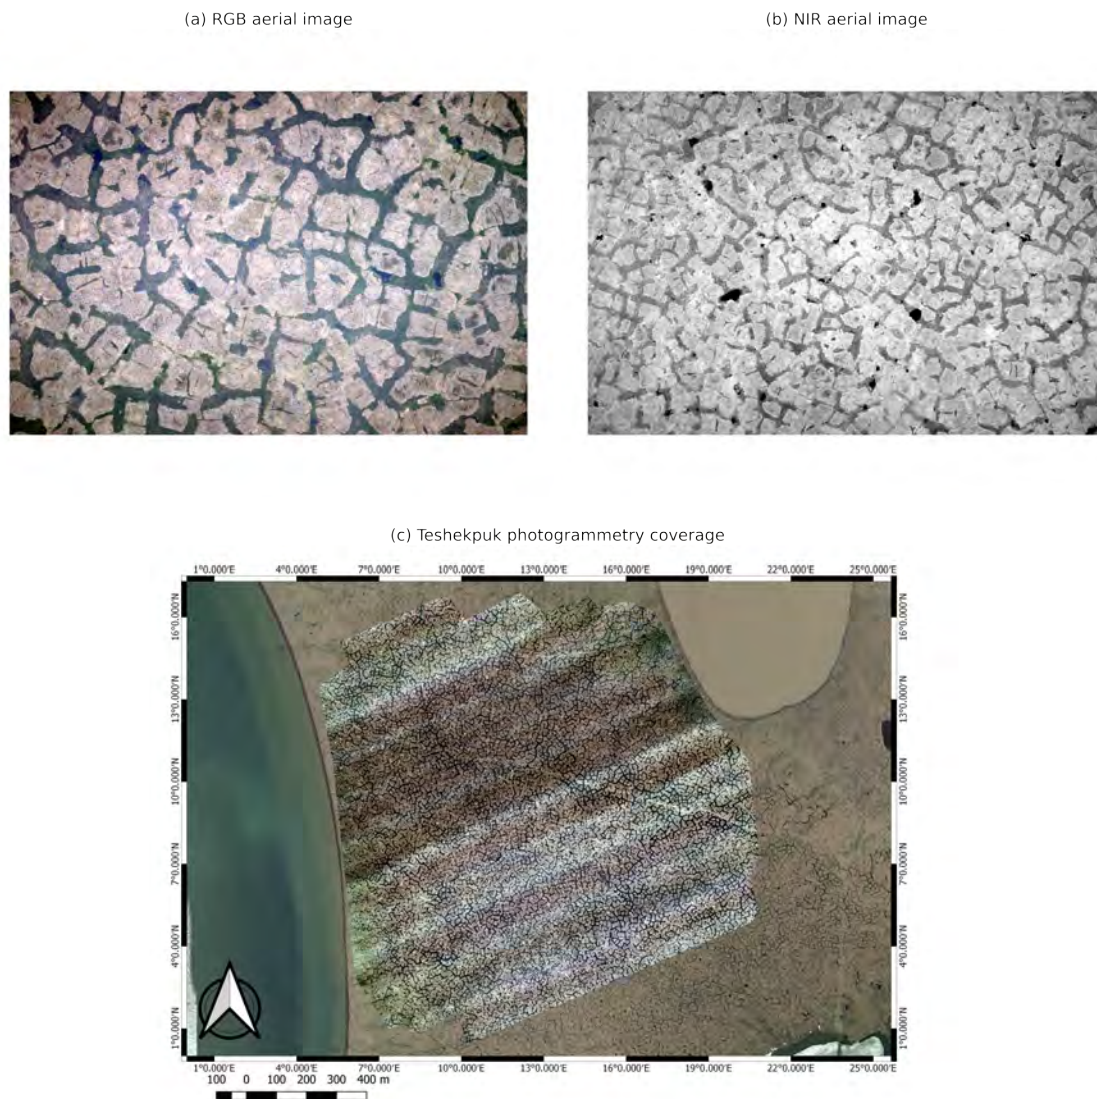 (a) RGB aerial image
(b) NIR aerial image
(c) Teshekpuk photogrammetry coverage
1°0.000'E 4°0.000'E 7°0.000'E 10°0.000'E 13°0.000'E 16°0.000'E 19°0.000'E 22°0.000'E 25°0.000'E
16°0.000'N 16°0.000'N
13°0.000'N 13°0.000'N
10°0.000'N 10°0.000'N
7°0.000'N 7°0.000'N
4°0.000'N 4°0.000'N
1°0.000'N 1°0.000'N
1°0.000'E 4°0.000'E 7°0.000'E 10°0.000'E 13°0.000'E 16°0.000'E 19°0.000'E 22°0.000'E 25°0.000'E
100 0 100 200 300 400 m